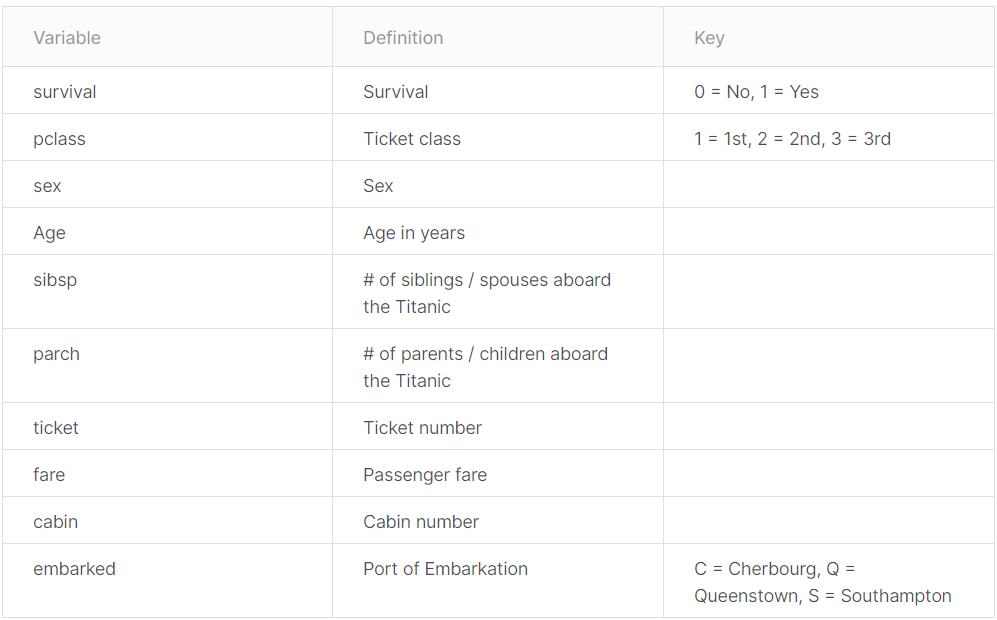 Variable Definition Key
survival Survival 0 = No, 1 = Yes
pclass Ticket class 1 = 1st, 2 = 2nd, 3 = 3rd
sex Sex
Age Age in years
sibsp # of siblings / spouses aboard
the Titanic
parch # of parents / children aboard
the Titanic
ticket Ticket number
fare Passenger fare
cabin Cabin number
embarked Port of Embarkation C = Cherbourg, Q =
Queenstown, S = Southampton